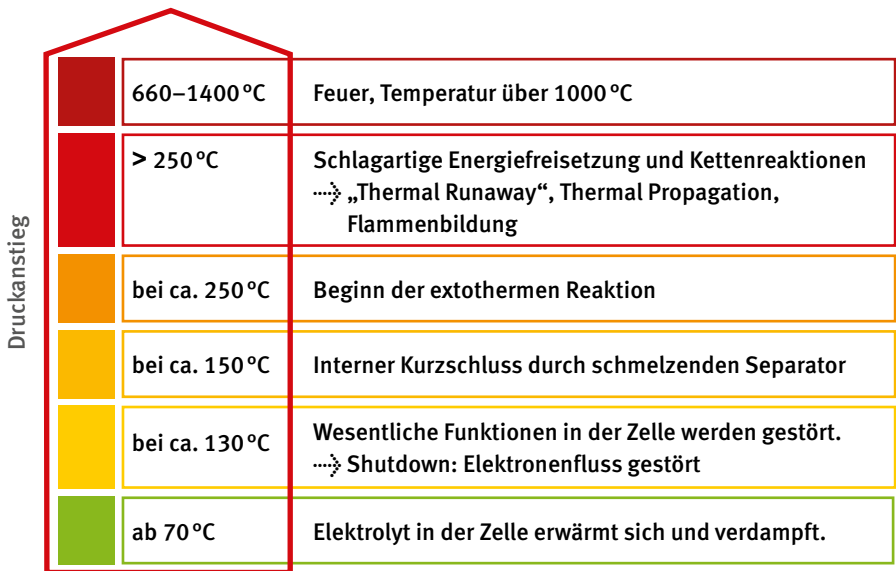 Druckanstieg
660–1400 °C Feuer, Temperatur über 1000 °C
> 250 °C Schlagartige Energiefreisetzung und Kettenreaktionen
„Thermal Runaway“, Thermal Propagation,
Flammenbildung
bei ca. 250 °C Beginn der extothermen Reaktion
bei ca. 150 °C Interner Kurzschluss durch schmelzenden Separator
bei ca. 130 °C Wesentliche Funktionen in der Zelle werden gestört.
Shutdown: Elektronenfluss gestört
ab 70 °C Elektrolyt in der Zelle erwärmt sich und verdampft.